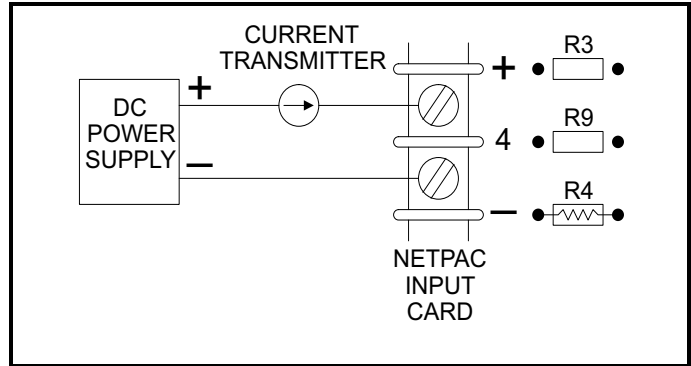 CURRENT
TRANSMITTER
DC
POWER
SUPPLY
+
−
+
4
−
R3
R9
R4
NETPAC
INPUT
CARD